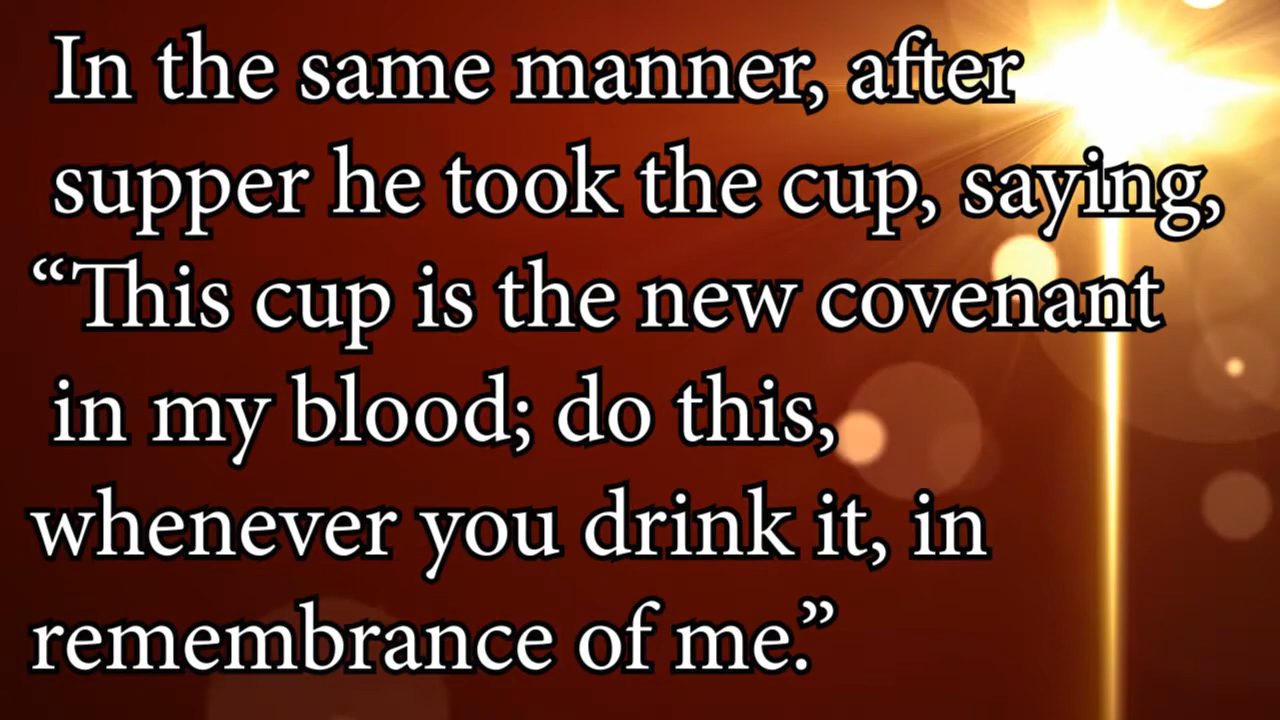 In the same manner, after
supper he took the cup, saying,
“This cup is the new covenant
in my blood; do this,
whenever you drink it, in
remembrance of me.”